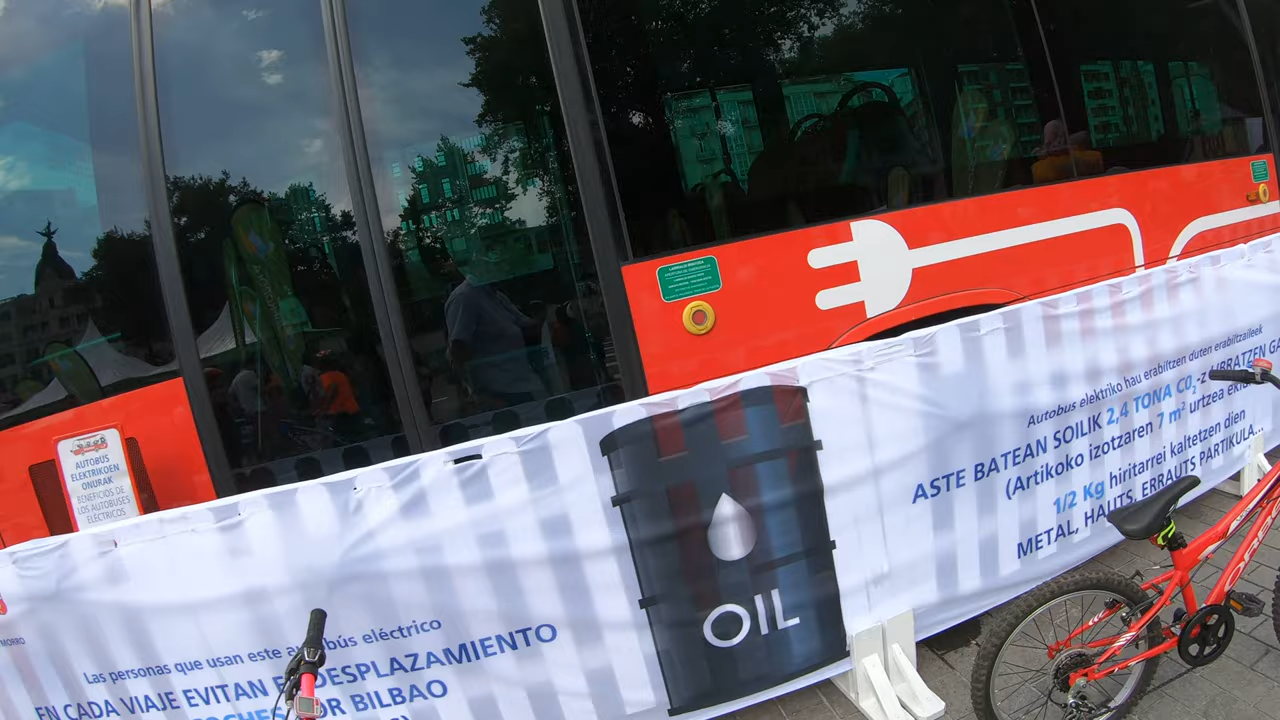 AUTOBUS
ELEKTRIKOEN
ONURAK
BENEFICIOS DE
LOS AUTOBUSES
ELÉCTRICOS
MORRO
Las personas que usan este autobús eléctrico
EN CADA VIAJE EVITAN DESPLAZAMIENTO
BILBAO
OIL
Autobus elektriko hau erabiltzen duten erabiltzaileek
ASTE BATEAN SOILIK 2,4 TONA CO₂-z
(Artikoko izotzaren 7 m² urtzea
1/2 Kg hiritarrei kaltetzen dien
METAL, HAUTS, ERRAUTS PARTIKULA...